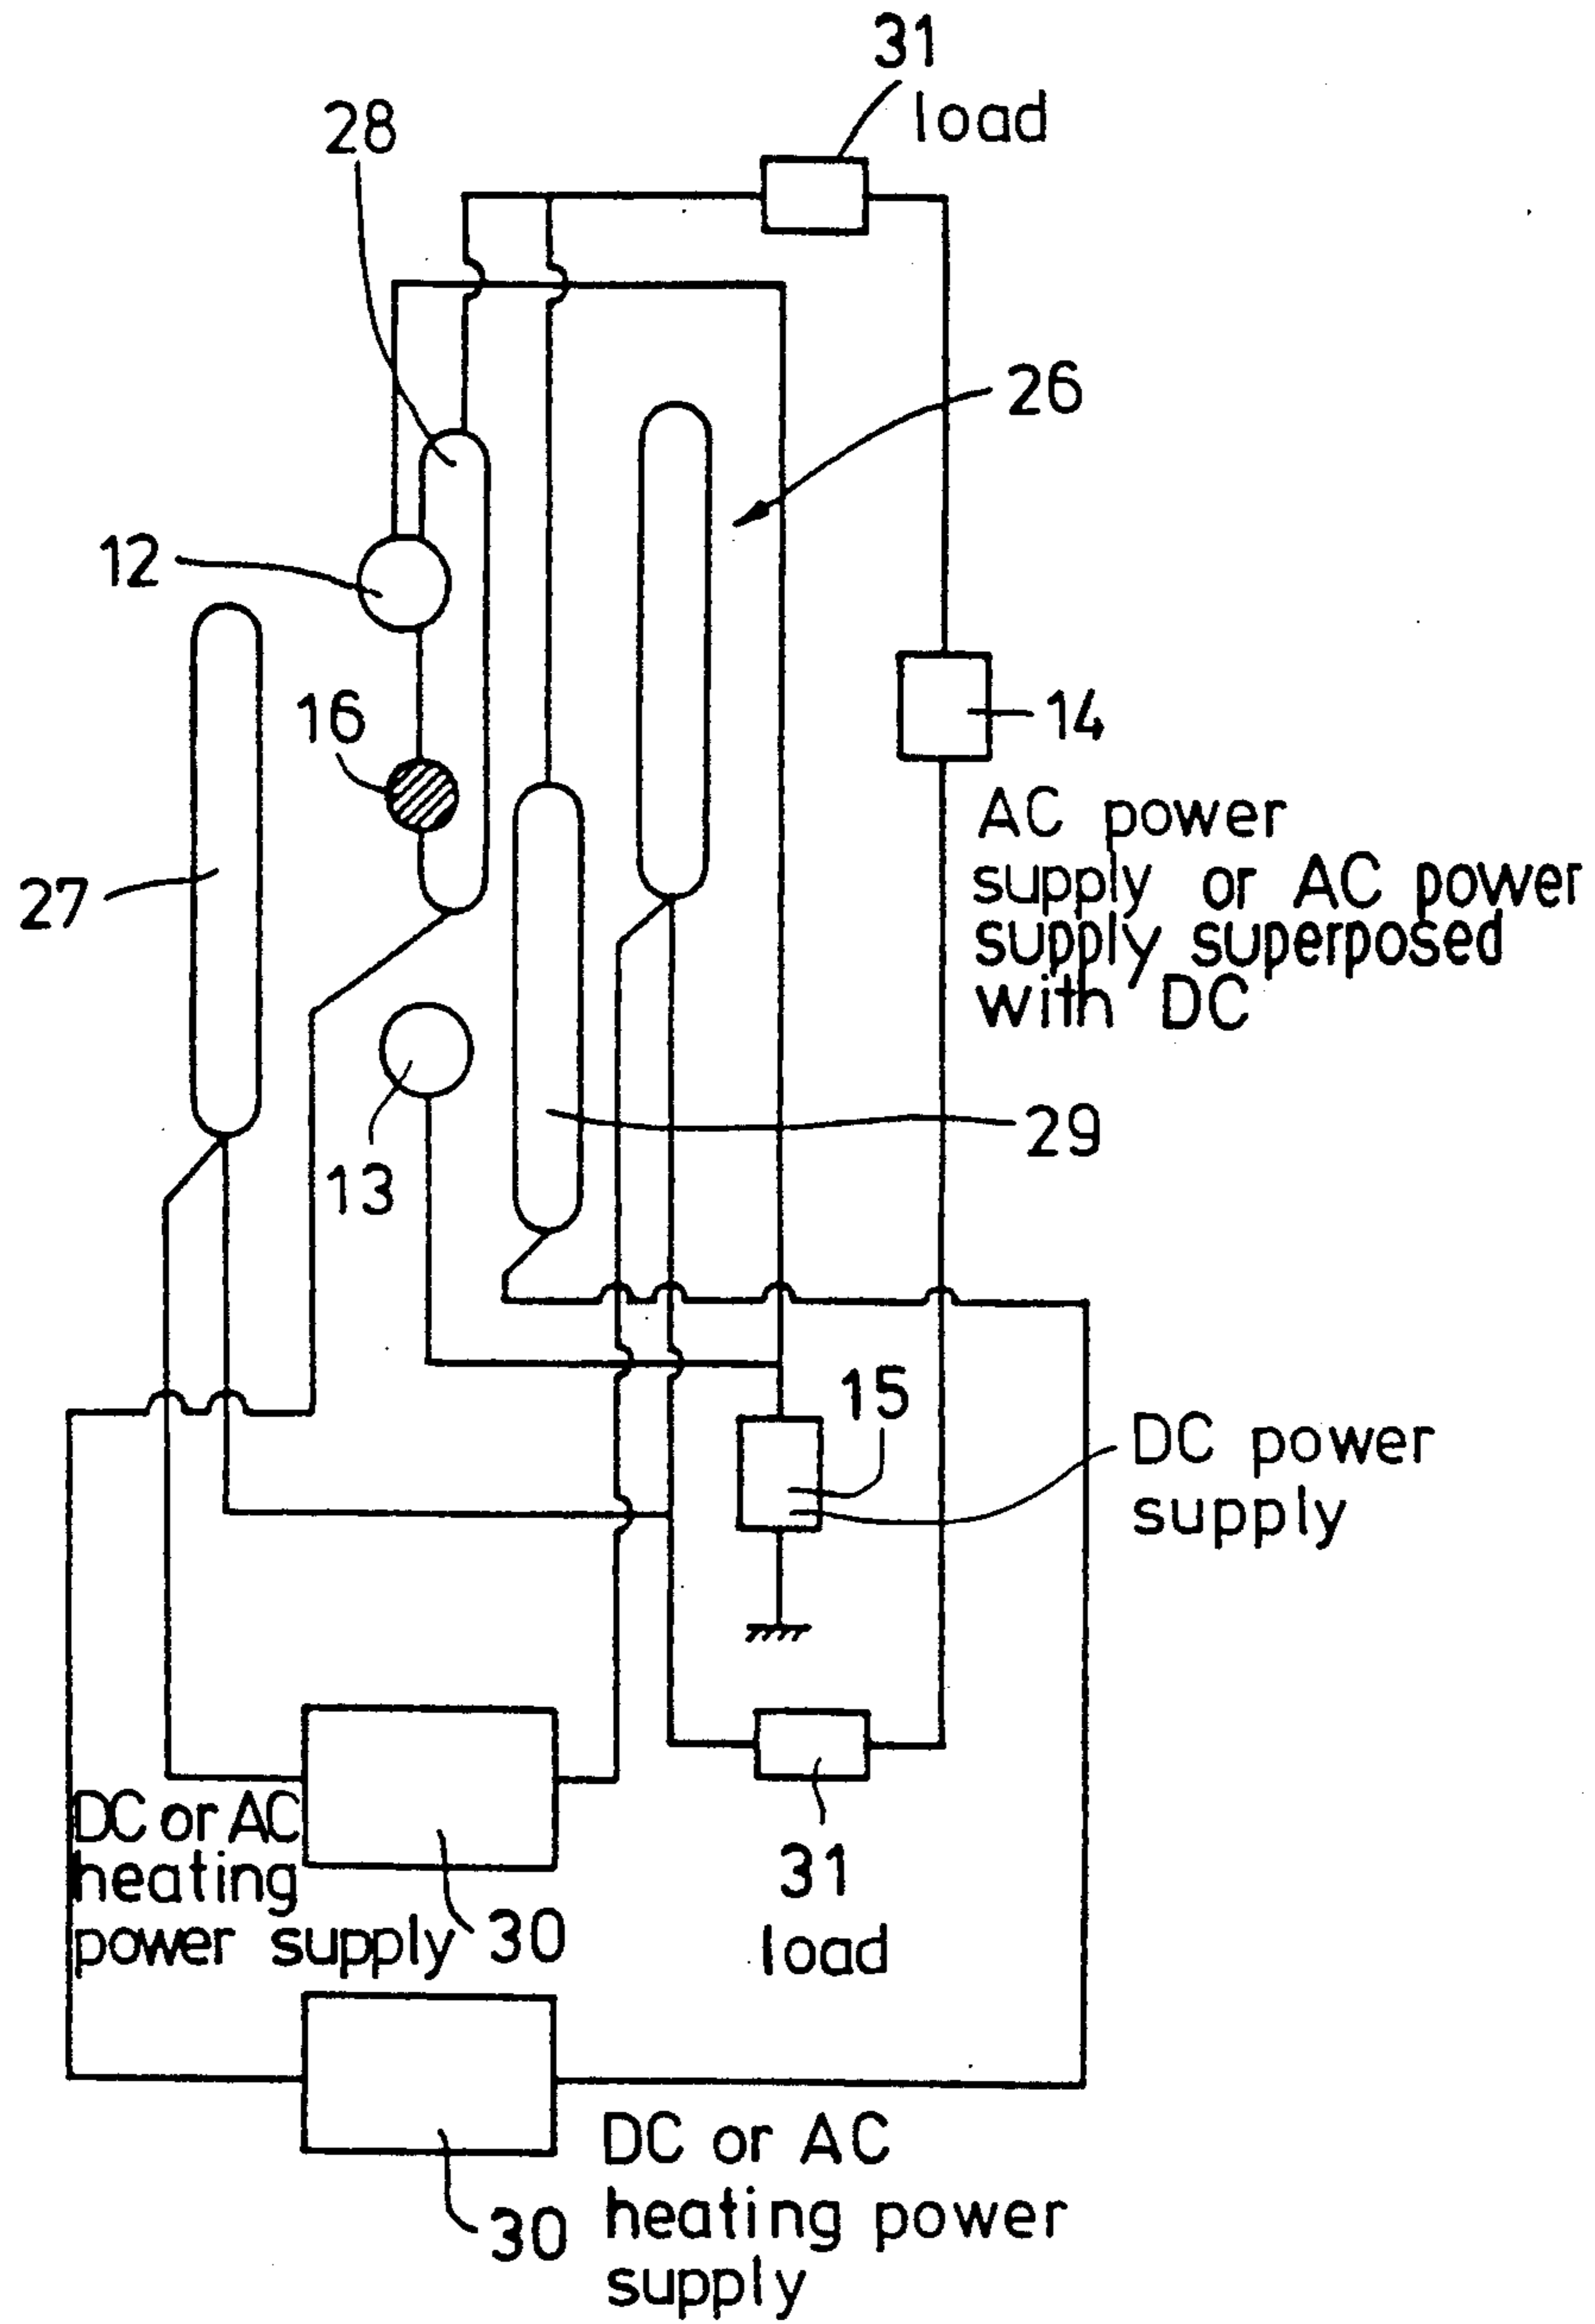 31
load
28
26
12
16
14
AC power
supply or AC power
supply superposed
with DC
27
13
29
15
DC power
supply
DC or AC
heating
power supply
30
31
load
30
DC or AC
heating power
supply